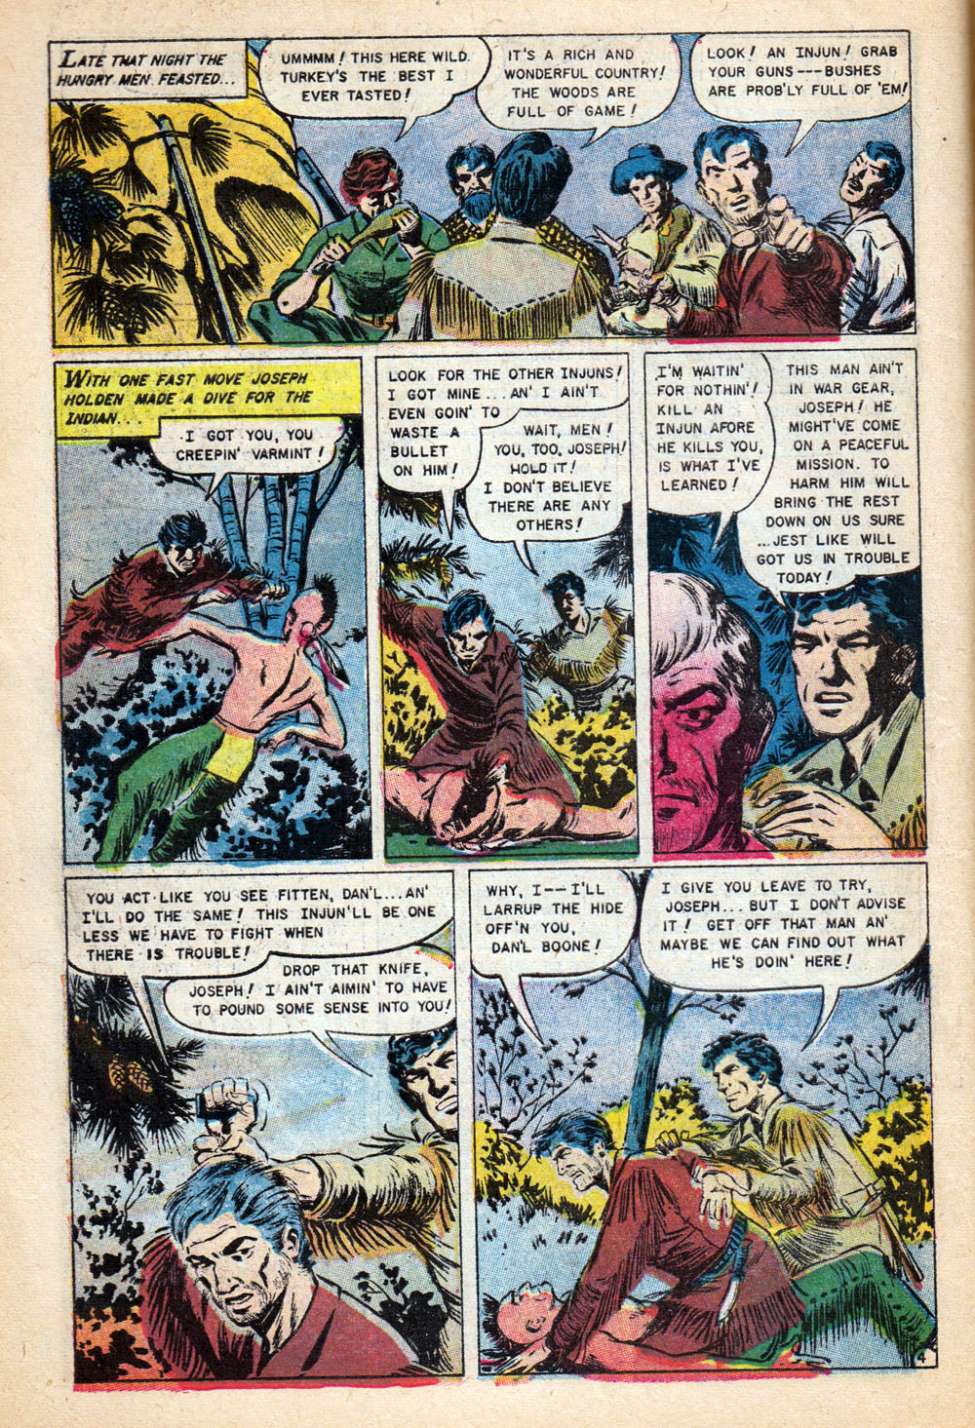 LATE THAT NIGHT THE
HUNGRY MEN FEASTED...
UMMMM! THIS HERE WILD
TURKEY'S THE BEST I
EVER TASTED!
IT'S A RICH AND
WONDERFUL COUNTRY!
THE WOODS ARE
FULL OF GAME!
LOOK! AN INJUN! GRAB
YOUR GUNS---BUSHES
ARE PROB'LY FULL OF 'EM!
WITH ONE FAST MOVE JOSEPH
HOLDEN MADE A DIVE FOR THE
INDIAN...
I GOT YOU, YOU
CREEPIN' VARMINT!
LOOK FOR THE OTHER INJUNS!
I GOT MINE...AN' I AIN'T
EVEN GOIN' TO
WASTE A
BULLET
ON HIM!
WAIT, MEN!
YOU, TOO, JOSEPH!
HOLD IT!
I DON'T BELIEVE
THERE ARE ANY
OTHERS!
I'M WAITIN'
FOR NOTHIN'!
KILL AN
INJUN AFORE
HE KILLS YOU,
IS WHAT I'VE
LEARNED!
THIS MAN AIN'T
IN WAR GEAR,
JOSEPH! HE
MIGHT'VE COME
ON A PEACEFUL
MISSION. TO
HARM HIM WILL
BRING THE REST
DOWN ON US SURE
...JEST LIKE WILL
GOT US IN TROUBLE
TODAY!
YOU ACT LIKE YOU SEE FITTEN, DAN'L...AN'
I'LL DO THE SAME! THIS INJUN'LL BE ONE
LESS WE HAVE TO FIGHT WHEN
THERE IS TROUBLE!
DROP THAT KNIFE,
JOSEPH! I AIN'T AIMIN' TO HAVE
TO POUND SOME SENSE INTO YOU!
WHY, I--I'LL
LARRUP THE HIDE
OFF'N YOU,
DAN'L BOONE!
I GIVE YOU LEAVE TO TRY,
JOSEPH... BUT I DON'T ADVISE
IT! GET OFF THAT MAN AN'
MAYBE WE CAN FIND OUT WHAT
HE'S DOIN' HERE!
4